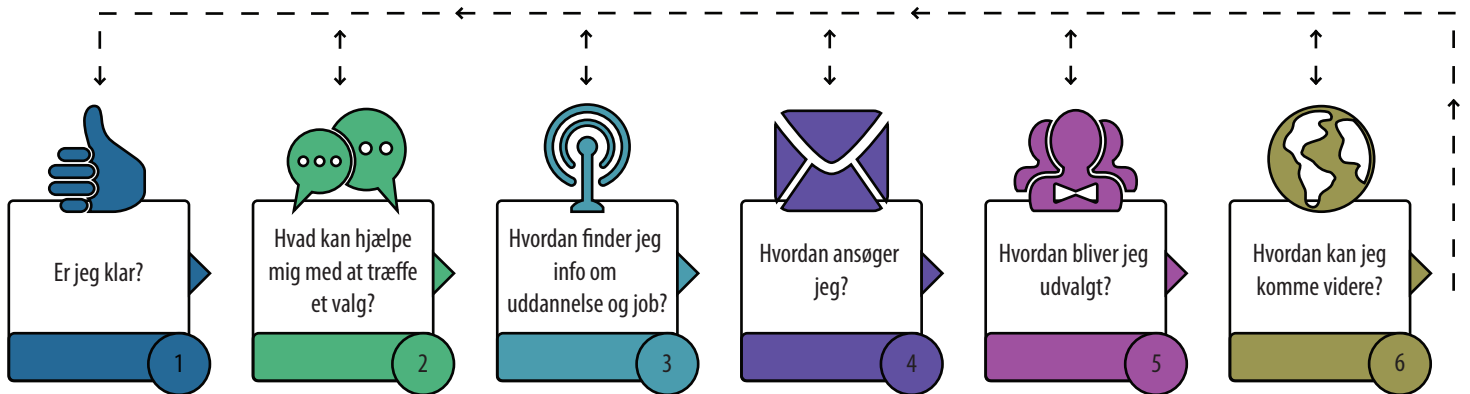 Er jeg klar?
1
Hvad kan hjælpe
mig med at træffe
et valg?
2
Hvordan finder jeg
info om
uddannelse og job?
3
Hvordan ansøger
jeg?
4
Hvordan bliver jeg
udvalgt?
5
Hvordan kan jeg
komme videre?
6